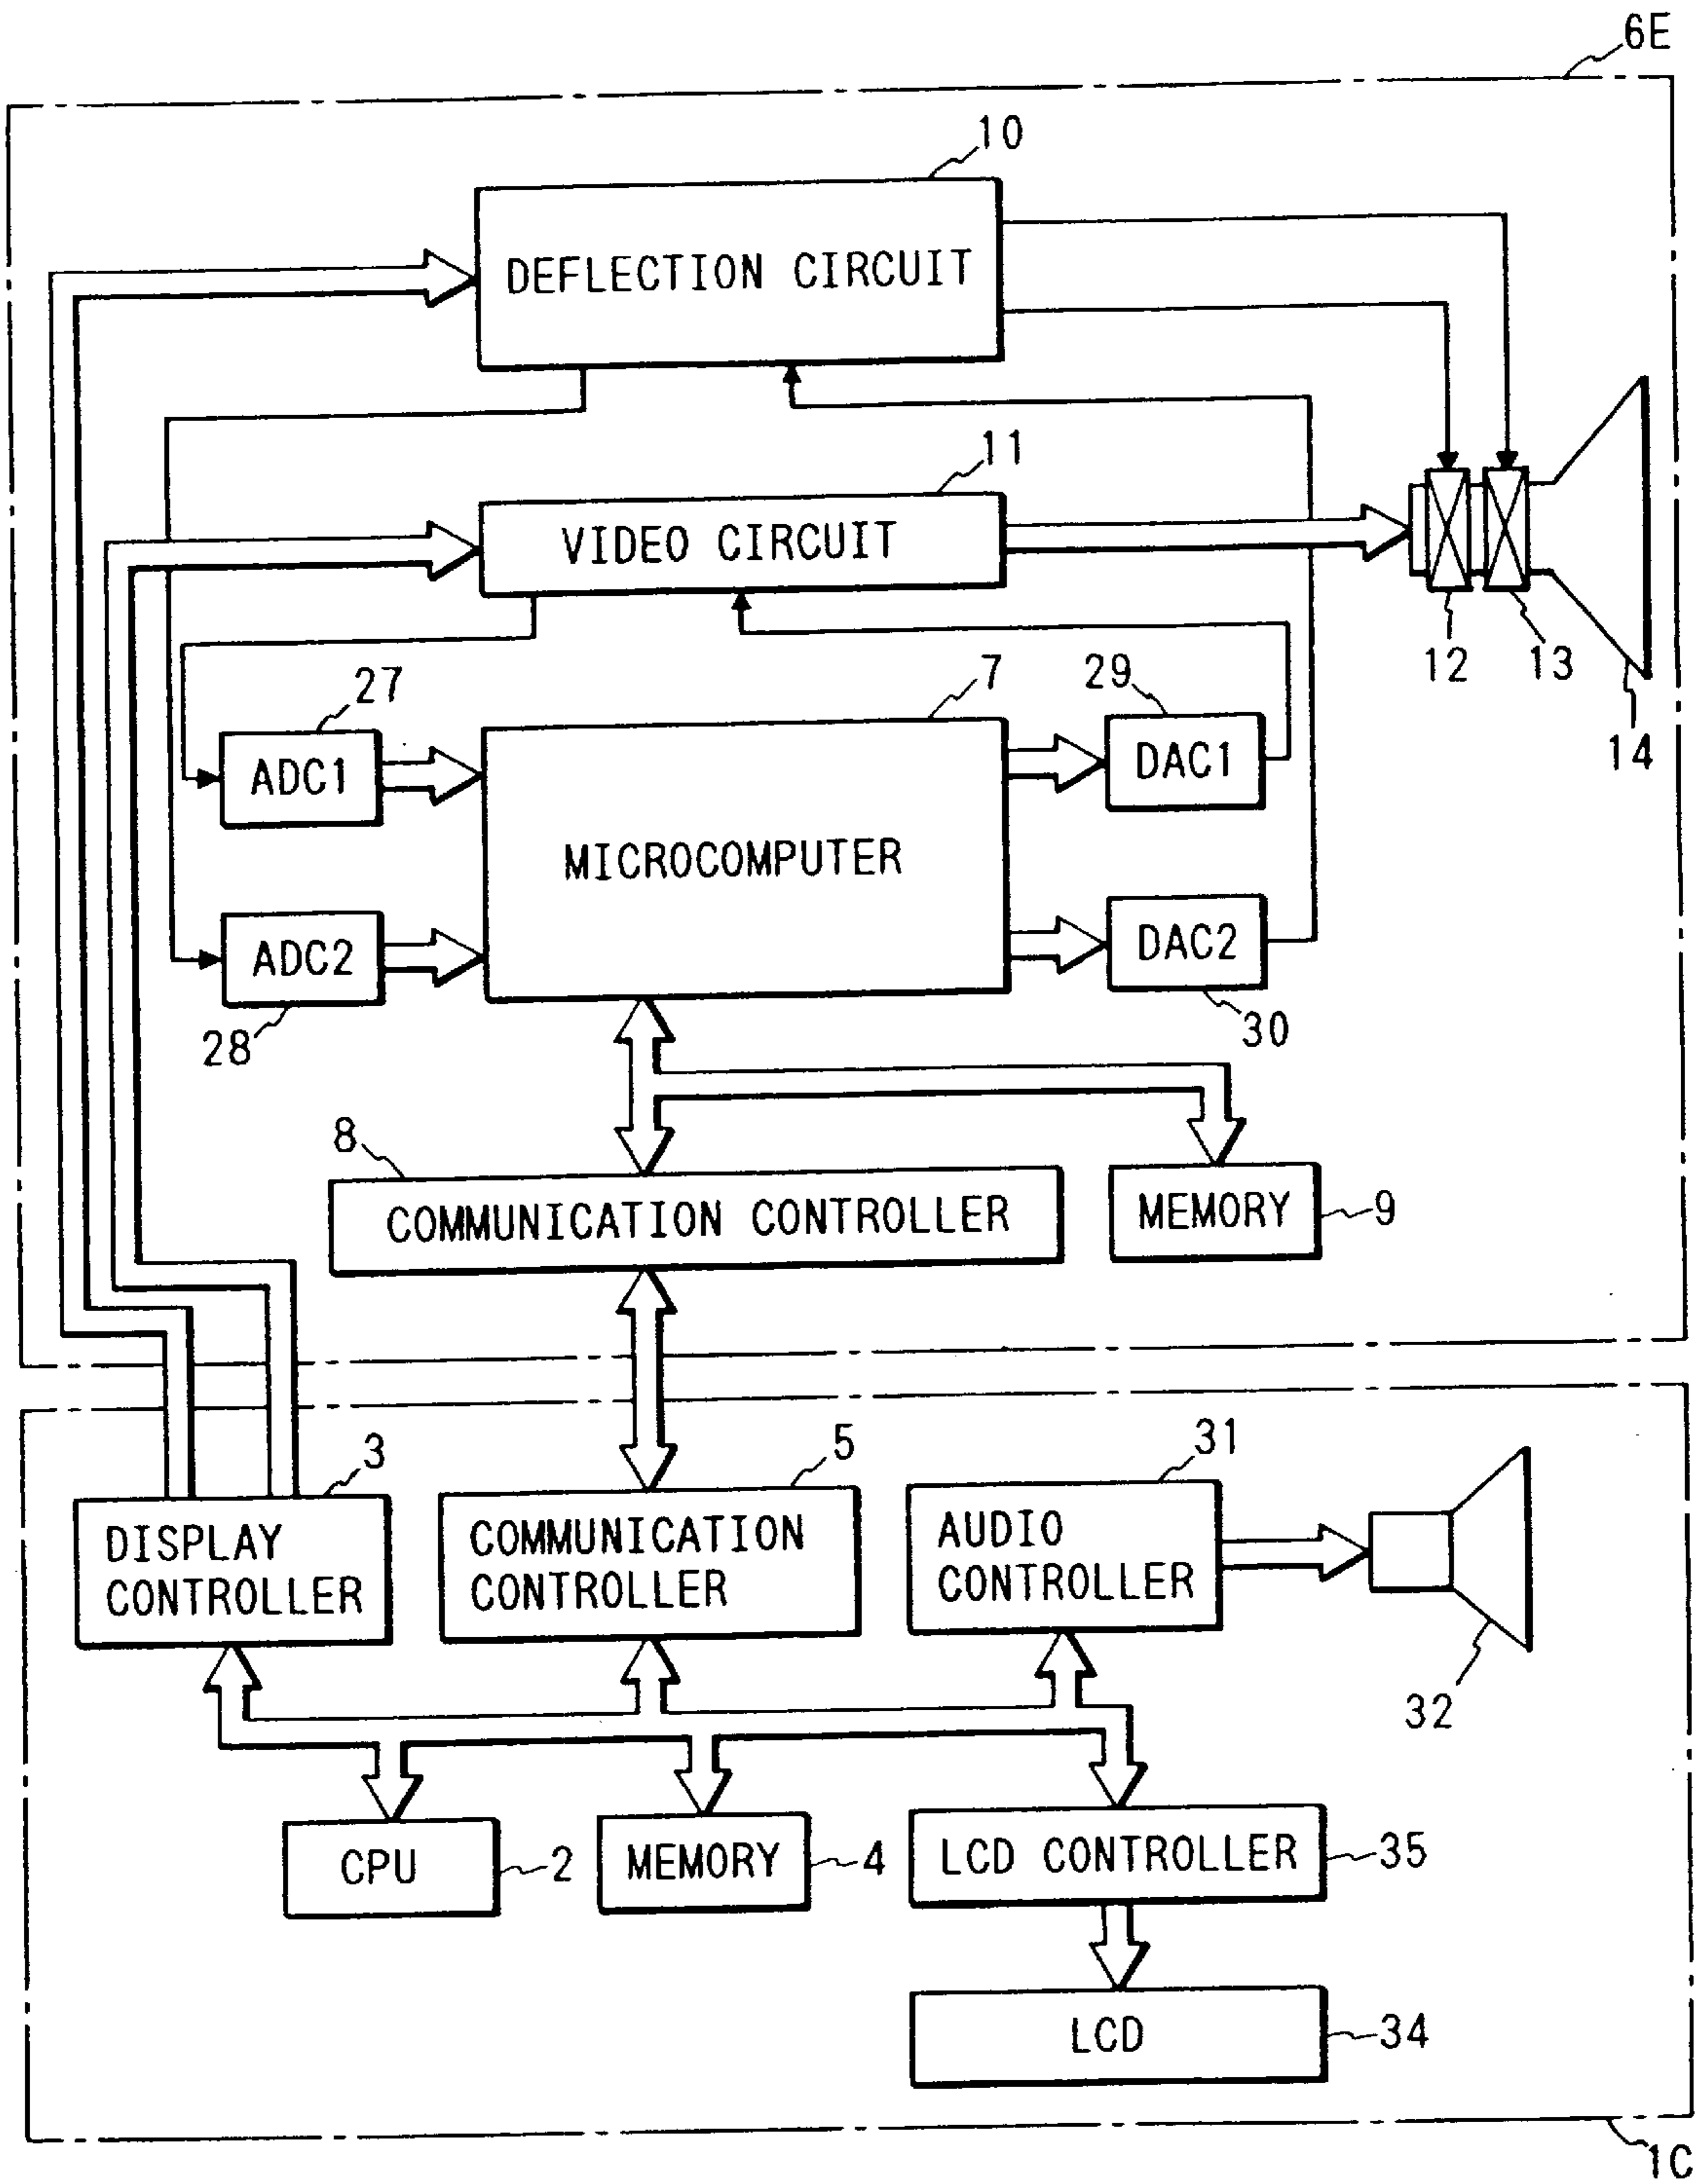 6E
10
DEFLECTION CIRCUIT
11
VIDEO CIRCUIT
12
13
14
27
7
29
ADC1
DAC1
MICROCOMPUTER
ADC2
DAC2
28
30
8
COMMUNICATION CONTROLLER
MEMORY
9
3
5
31
DISPLAY
CONTROLLER
COMMUNICATION
CONTROLLER
AUDIO
CONTROLLER
32
CPU
2
MEMORY
4
LCD CONTROLLER
35
LCD
34
1C